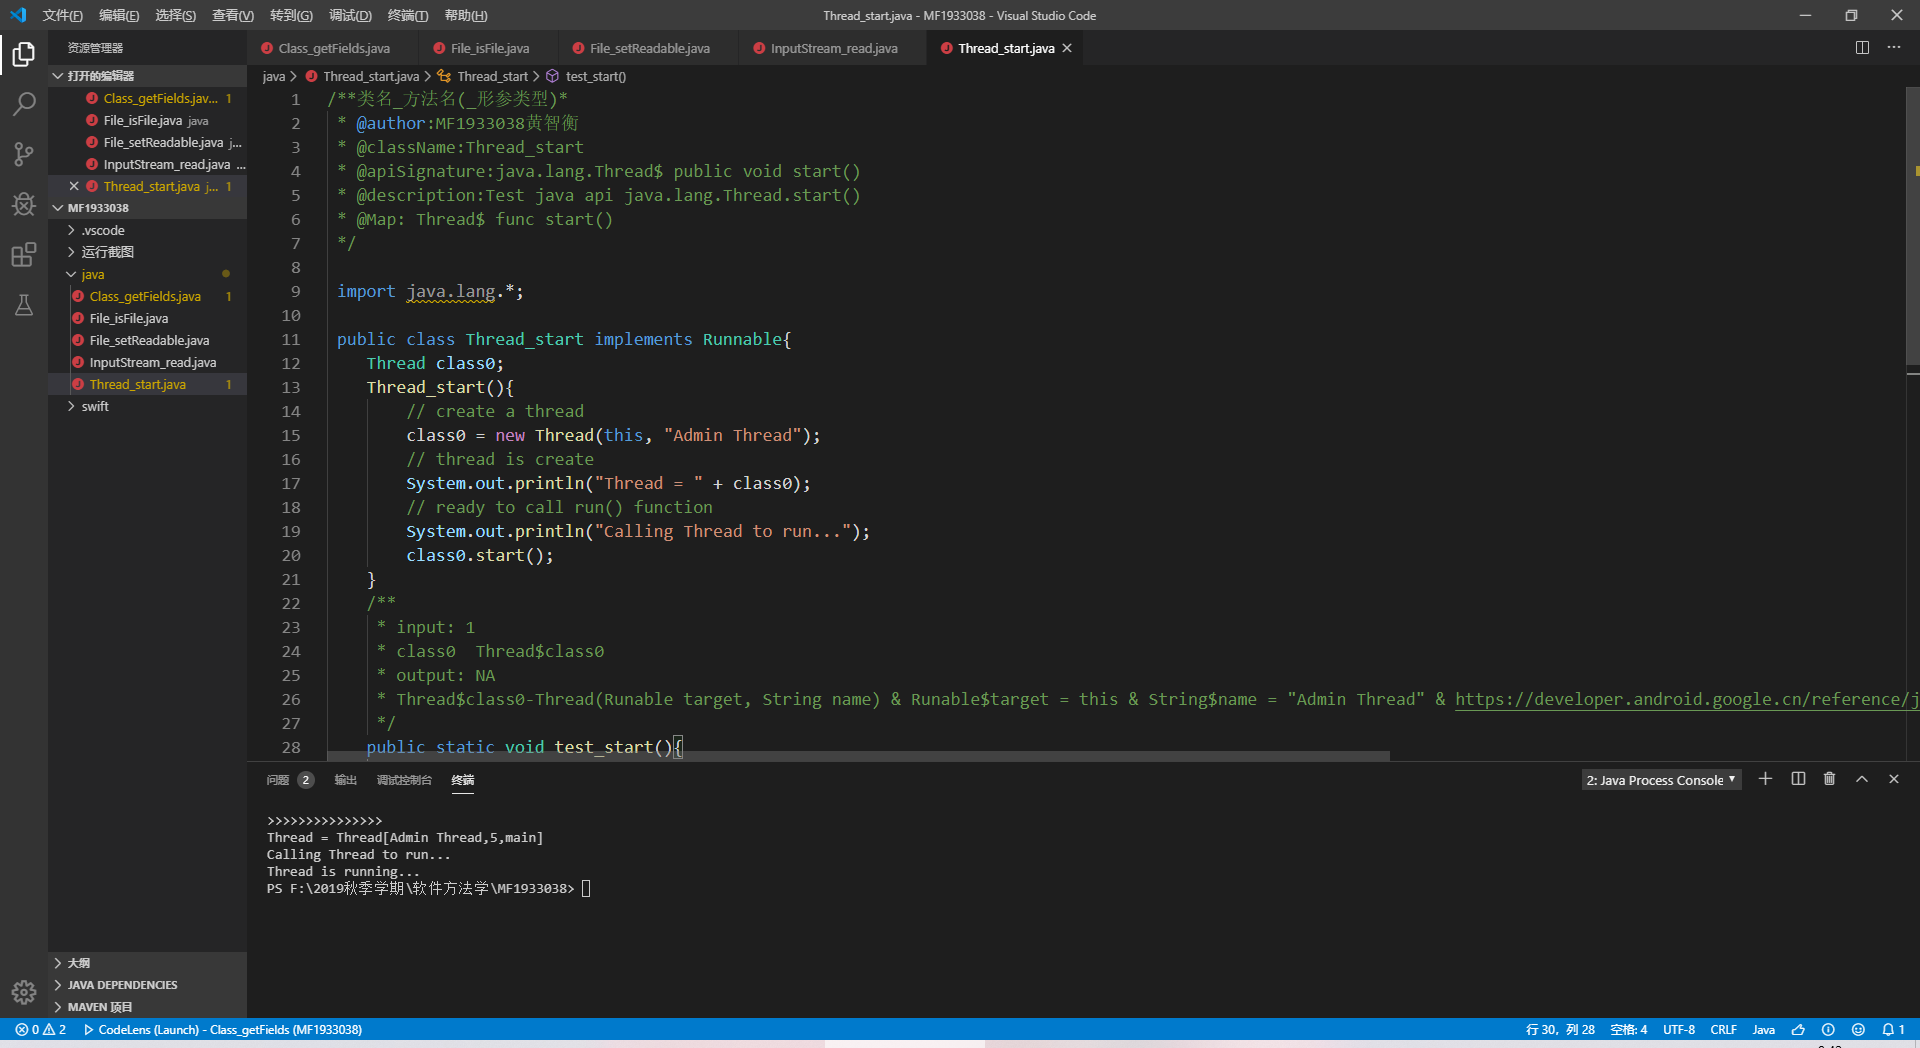 文件(F) 编辑(E) 选择(S) 查看(V) 转到(G) 调试(D) 终端(T) 帮助(H) Thread_start.java - MF1933038 - Visual Studio Code
资源管理器
打开的编辑器
Class_getFields.jav... 1
File_isFile.java java
File_setReadable.java j...
InputStream_read.java ...
Thread_start.java j... 1
MF1933038
.vscode
运行截图
java
Class_getFields.java 1
File_isFile.java
File_setReadable.java
InputStream_read.java
Thread_start.java 1
swift
大纲
JAVA DEPENDENCIES
MAVEN 项目
Class_getFields.java File_isFile.java File_setReadable.java InputStream_read.java Thread_start.java
java > Thread_start.java > Thread_start > test_start()
1 /**类名_方法名(_形参类型)*
2 * @author:MF1933038黄智衡
3 * @className:Thread_start
4 * @apiSignature:java.lang.Thread$ public void start()
5 * @description:Test java api java.lang.Thread.start()
6 * @Map: Thread$ func start()
7 */
8
9 import java.lang.*;
10
11 public class Thread_start implements Runnable{
12 Thread class0;
13 Thread_start(){
14 // create a thread
15 class0 = new Thread(this, "Admin Thread");
16 // thread is create
17 System.out.println("Thread = " + class0);
18 // ready to call run() function
19 System.out.println("Calling Thread to run...");
20 class0.start();
21 }
22 /**
23 * input: 1
24 * class0  Thread$class0
25 * output: NA
26 * Thread$class0-Thread(Runable target, String name) & Runable$target = this & String$name = "Admin Thread" & https://developer.android.google.cn/reference/j
27 */
28 public static void test_start(){
问题 2 输出 调试控制台 终端 2: Java Process Console
>>>>>>>>>>>>>>>
Thread = Thread[Admin Thread,5,main]
Calling Thread to run...
Thread is running...
PS F:\2019秋季学期\软件方法学\MF1933038>
0 2 CodeLens (Launch) - Class_getFields (MF1933038) 行 30，列 28 空格: 4 UTF-8 CRLF Java 1